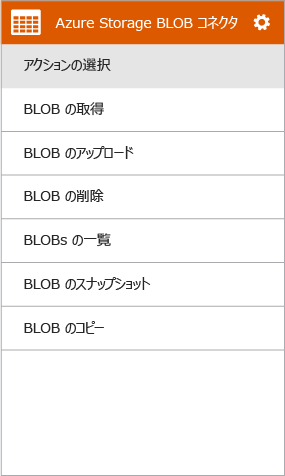 Azure Storage BLOB コネクタ
アクションの選択
BLOB の取得
BLOB のアップロード
BLOB の削除
BLOBs の一覧
BLOB のスナップショット
BLOB のコピー